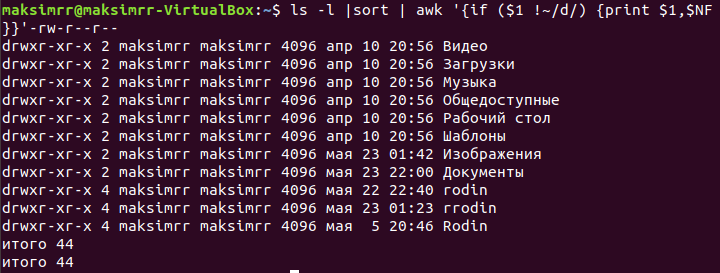 maksimrr@maksimrr-VirtualBox:~$ ls -l |sort | awk '{if ($1 !~/d/) {print $1,$NF
}}'-rw-r--r--
drwxr-xr-x 2 maksimrr maksimrr 4096 апр 10 20:56 Видео
drwxr-xr-x 2 maksimrr maksimrr 4096 апр 10 20:56 Загрузки
drwxr-xr-x 2 maksimrr maksimrr 4096 апр 10 20:56 Музыка
drwxr-xr-x 2 maksimrr maksimrr 4096 апр 10 20:56 Общедоступные
drwxr-xr-x 2 maksimrr maksimrr 4096 апр 10 20:56 Рабочий стол
drwxr-xr-x 2 maksimrr maksimrr 4096 апр 10 20:56 Шаблоны
drwxr-xr-x 2 maksimrr maksimrr 4096 мая 23 01:42 Изображения
drwxr-xr-x 2 maksimrr maksimrr 4096 мая 23 22:00 Документы
drwxr-xr-x 4 maksimrr maksimrr 4096 мая 22 22:40 rodin
drwxr-xr-x 4 maksimrr maksimrr 4096 мая 23 01:23 rrodin
drwxr-xr-x 4 maksimrr maksimrr 4096 мая  5 20:46 Rodin
итого 44
итого 44